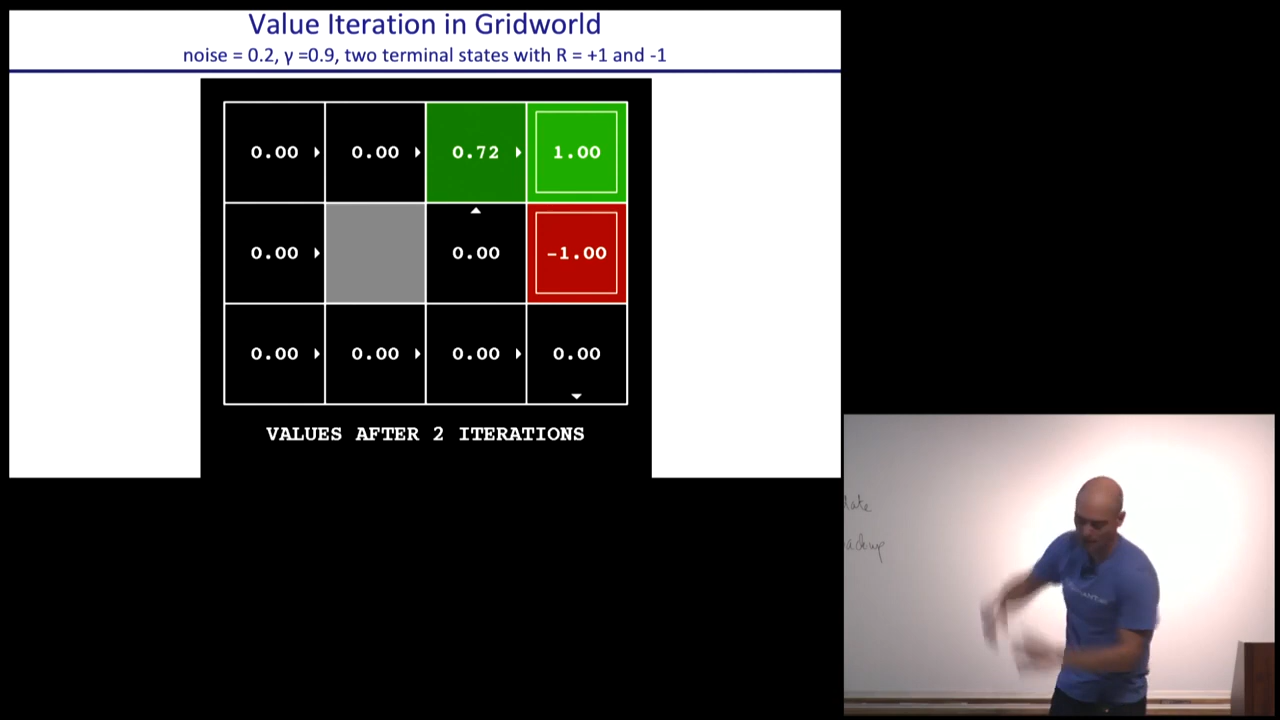 Value Iteration in Gridworld
noise = 0.2, γ =0.9, two terminal states with R = +1 and -1
0.00 0.00 0.72 1.00
0.00 0.00 -1.00
0.00 0.00 0.00 0.00
VALUES AFTER 2 ITERATIONS